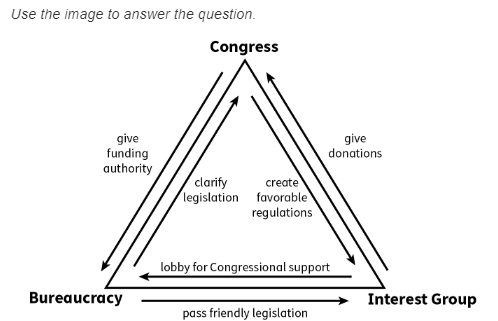 Use the image to answer the question.
Congress
give
funding
authority
give
donations
clarify
legislation
create
favorable
regulations
lobby for Congressional support
Bureaucracy
Interest Group
pass friendly legislation